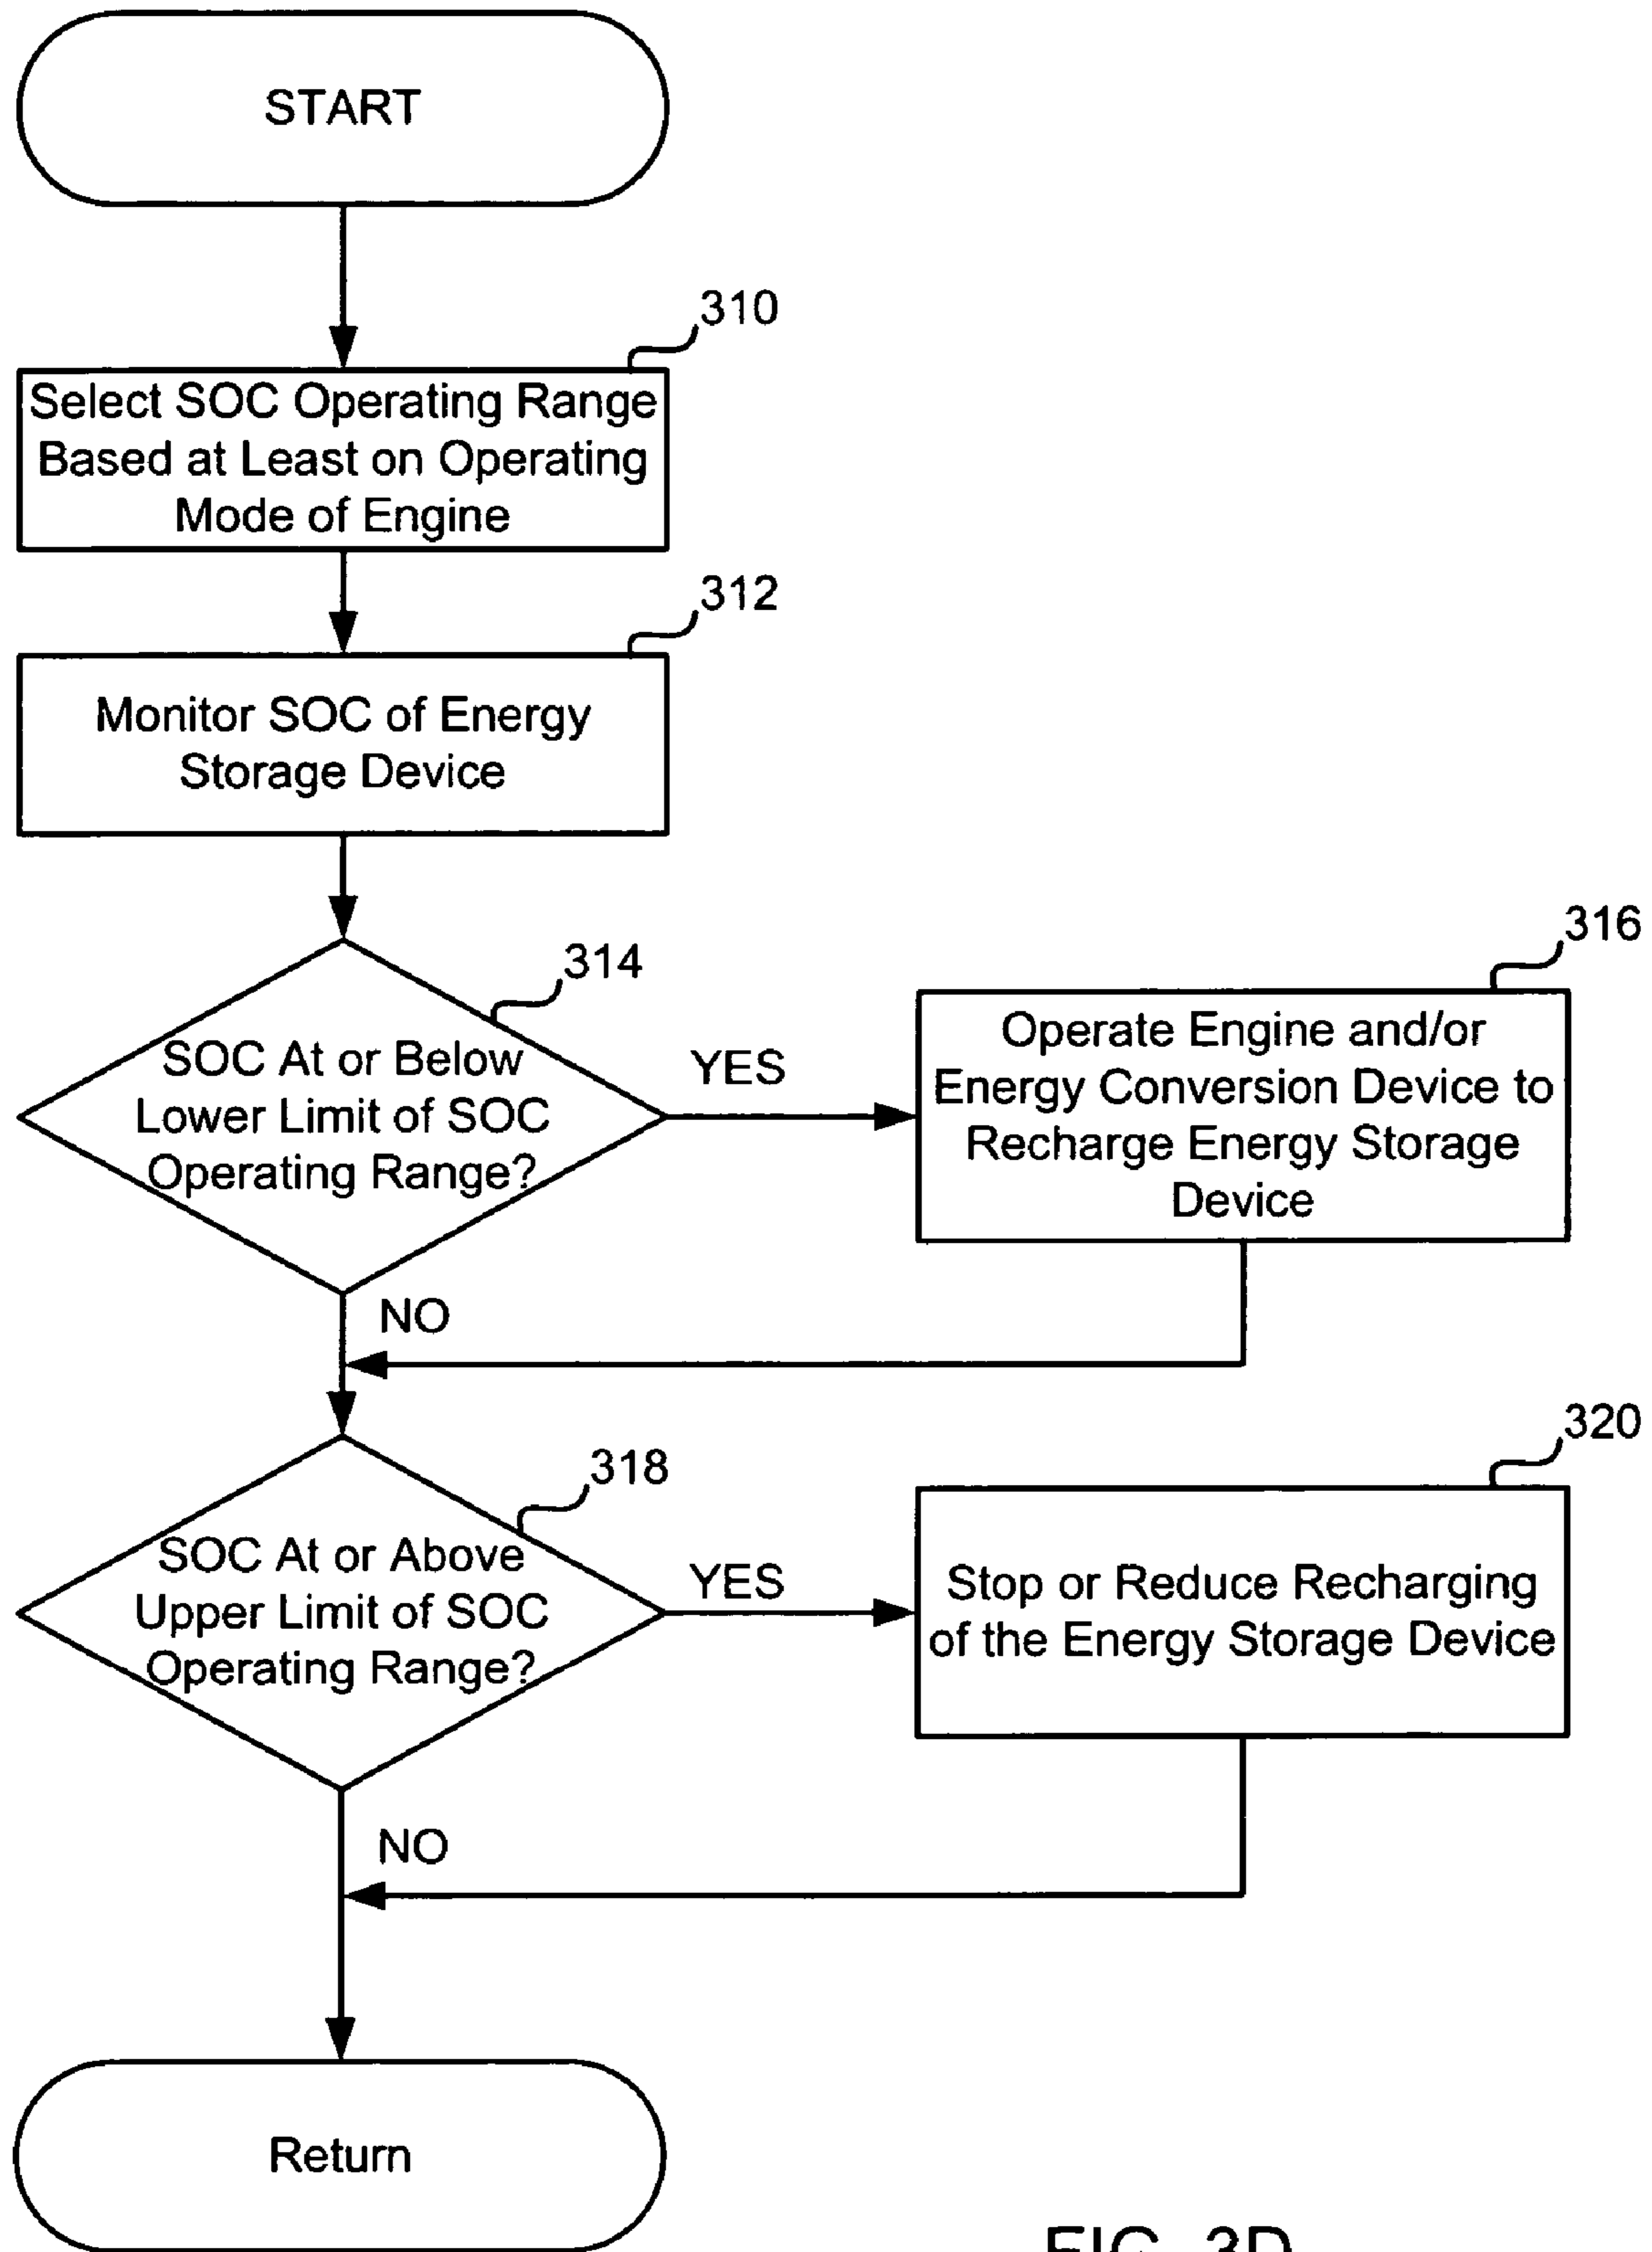 START
310
Select SOC Operating Range
Based at Least on Operating
Mode of Engine
312
Monitor SOC of Energy
Storage Device
314
SOC At or Below
Lower Limit of SOC
Operating Range?
YES
316
Operate Engine and/or
Energy Conversion Device to
Recharge Energy Storage
Device
NO
318
SOC At or Above
Upper Limit of SOC
Operating Range?
YES
320
Stop or Reduce Recharging
of the Energy Storage Device
NO
Return
FIG. 3D